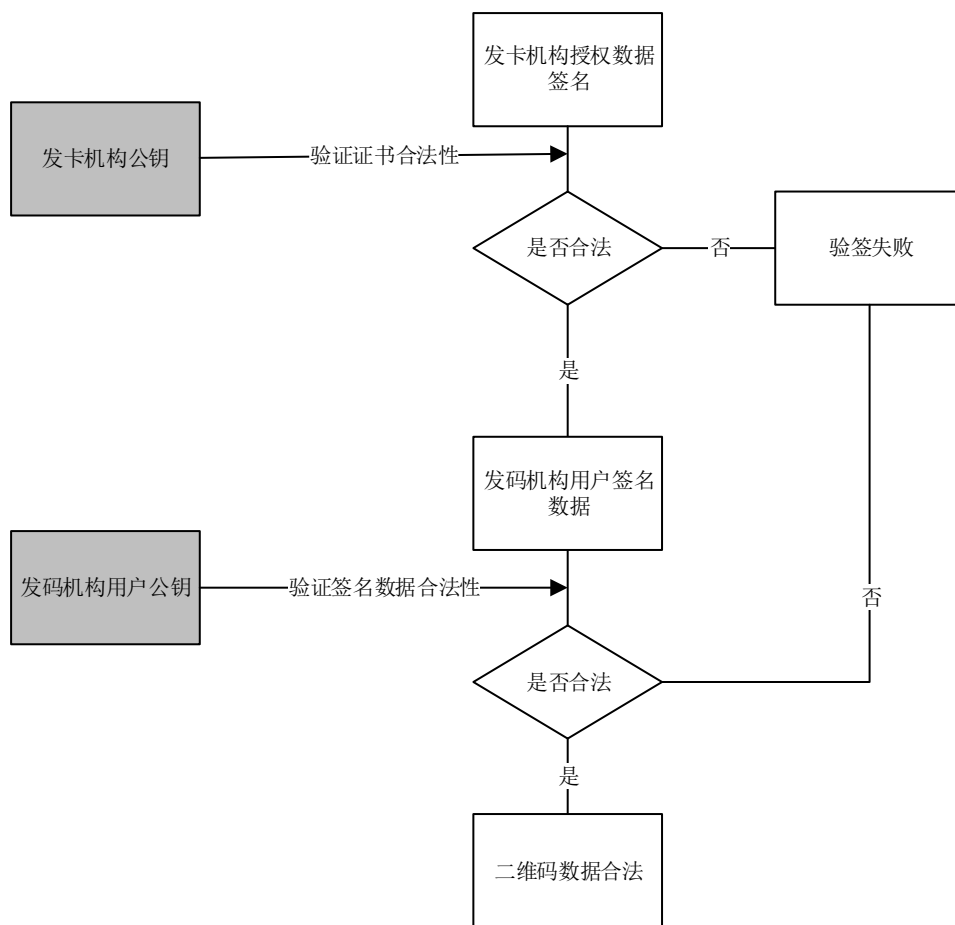 发卡机构授权数据
签名
发卡机构公钥
验证证书合法性
是否合法
否
验签失败
是
发码机构用户签名
数据
发码机构用户公钥
验证签名数据合法性
否
是否合法
是
二维码数据合法